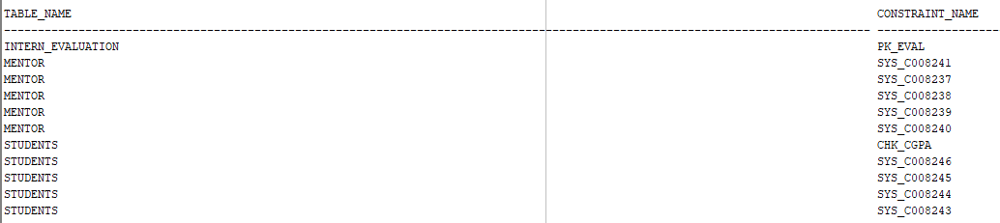 TABLE_NAME CONSTRAINT_NAME
------------------------------------------------------------------------------------------------------------------------------- -----------------
INTERN_EVALUATION PK_EVAL
MENTOR SYS_C008241
MENTOR SYS_C008237
MENTOR SYS_C008238
MENTOR SYS_C008239
MENTOR SYS_C008240
STUDENTS CHK_CGPA
STUDENTS SYS_C008246
STUDENTS SYS_C008245
STUDENTS SYS_C008244
STUDENTS SYS_C008243